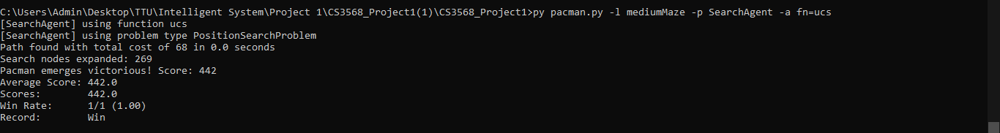 C:\Users\Admin\Desktop\TTU\Intelligent System\Project 1\CS3568_Project1(1)\CS3568_Project1>py pacman.py -l mediumMaze -p SearchAgent -a fn=ucs
[SearchAgent] using function ucs
[SearchAgent] using problem type PositionSearchProblem
Path found with total cost of 68 in 0.0 seconds
Search nodes expanded: 269
Pacman emerges victorious! Score: 442
Average Score: 442.0
Scores:        442.0
Win Rate:      1/1 (1.00)
Record:        Win